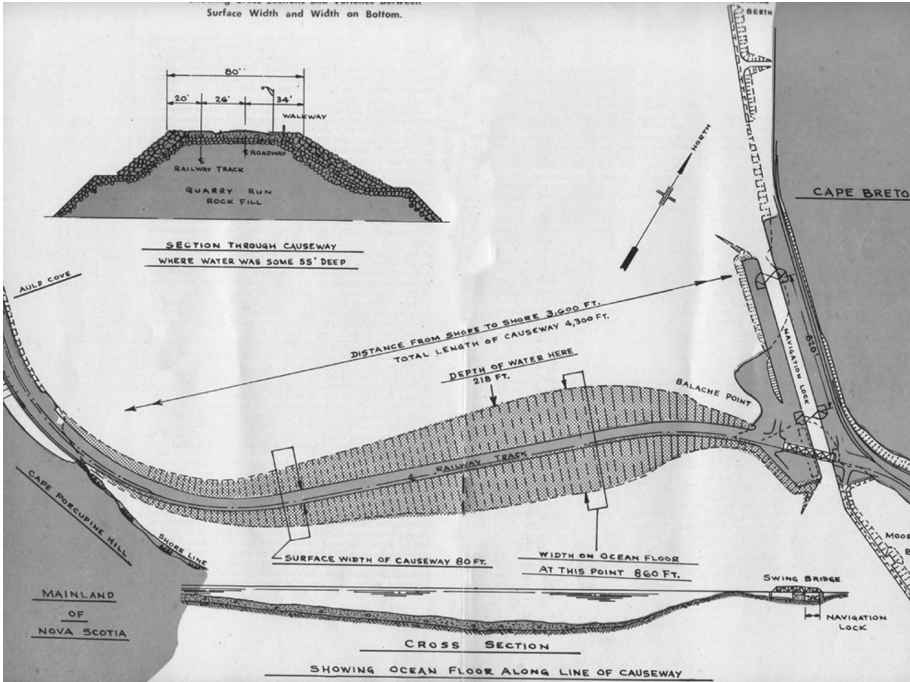 Surface Width and Width on Bottom.
80''
20' 26' 34'
WALKWAY
ROADWAY
RAILWAY TRACK
QUARRY RUN
ROCK FILL
SECTION THROUGH CAUSEWAY
WHERE WATER WAS SOME 55' DEEP
NORTH
BERTH
CAPE BRETO
AULD COVE
DISTANCE FROM SHORE TO SHORE 3,600 FT.
TOTAL LENGTH OF CAUSEWAY 4,300 FT.
DEPTH OF WATER HERE
218 FT.
BALACHE POINT
NAVIGATION LOCK
820'
RAILWAY TRACK
CAPE PORCUPINE HILL
SHORE LINE
SURFACE WIDTH OF CAUSEWAY 80 FT.
WIDTH ON OCEAN FLOOR
AT THIS POINT 860 FT.
MOO
MAINLAND
OF
NOVA SCOTIA
SWING BRIDGE
NAVIGATION
LOCK
CROSS SECTION
SHOWING OCEAN FLOOR ALONG LINE OF CAUSEWAY